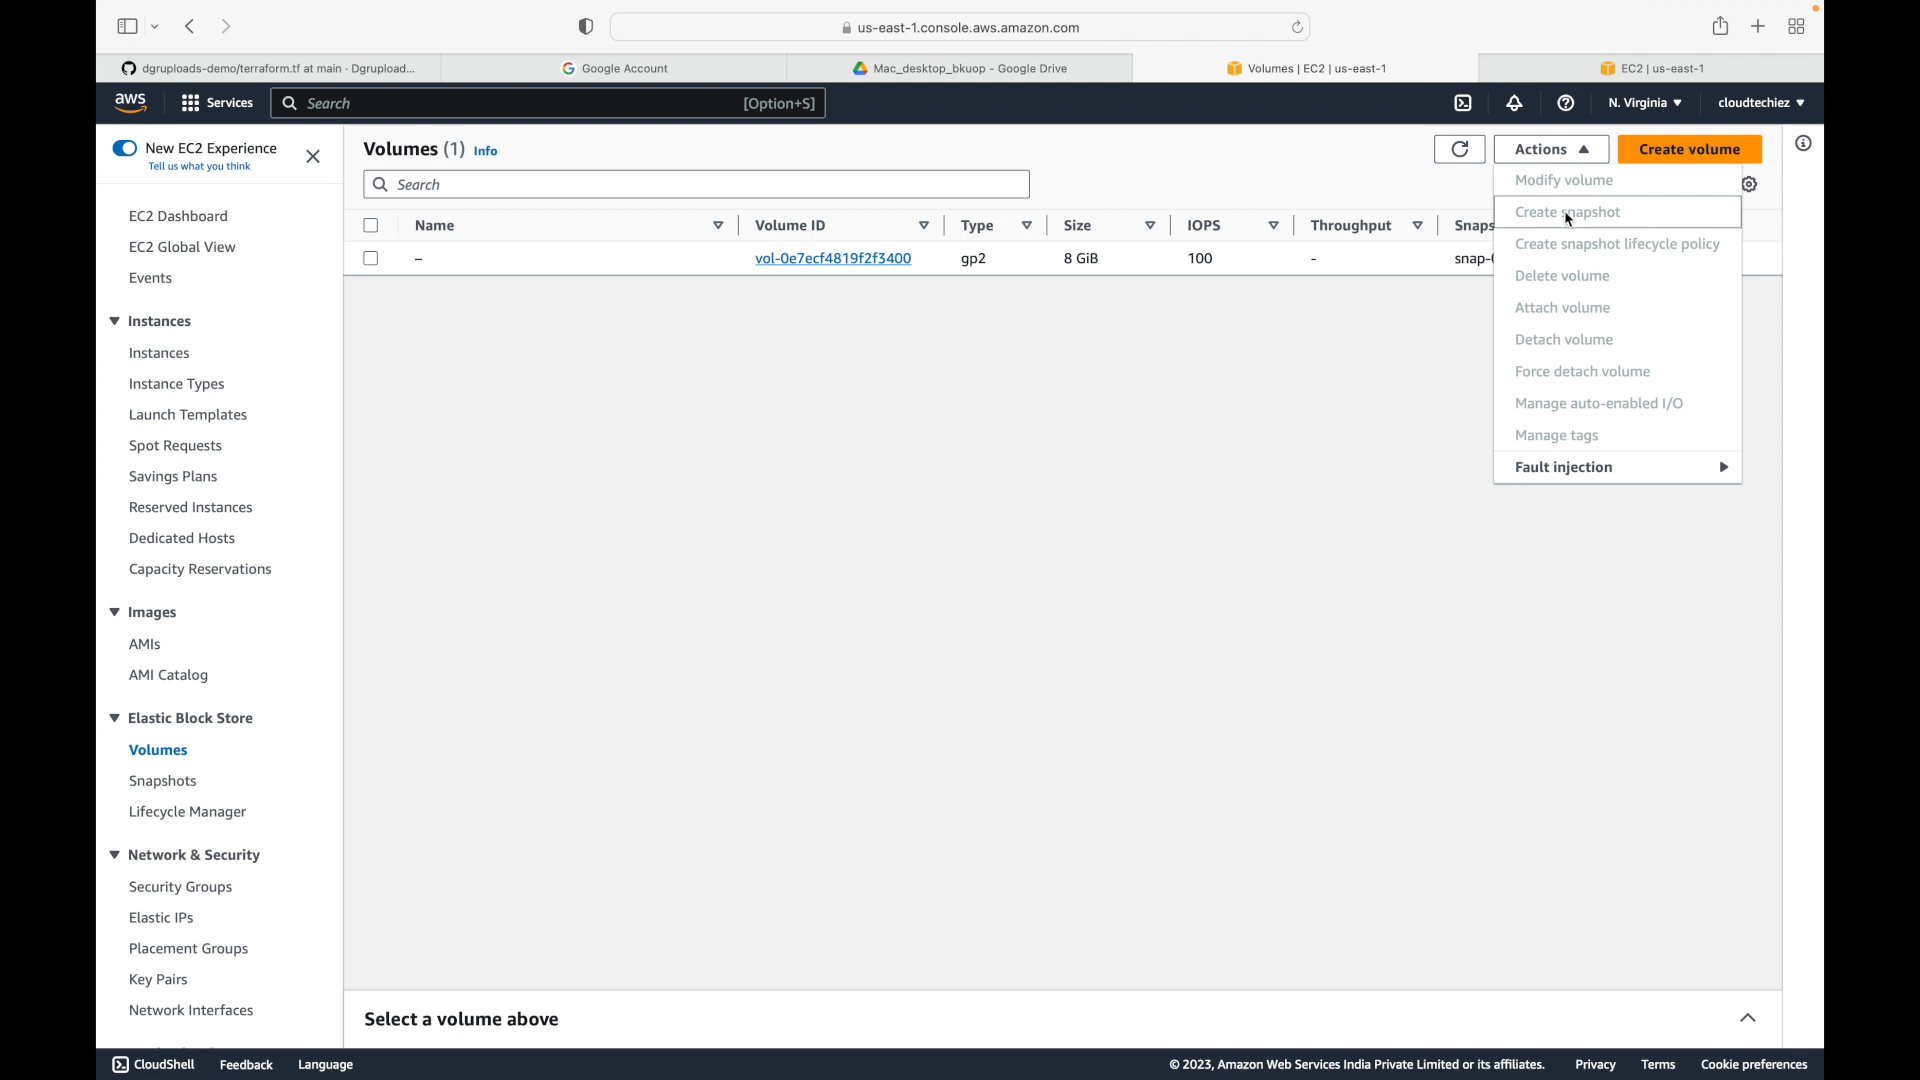 us-east-1.console.aws.amazon.com
dgruploads-demo/terraform.tf at main · Dgrupload...
Google Account
Mac_desktop_bkuop - Google Drive
Volumes | EC2 | us-east-1
EC2 | us-east-1
aws
Services
Search
[Option+S]
N. Virginia
cloudtechiez
New EC2 Experience
Tell us what you think
EC2 Dashboard
EC2 Global View
Events
Instances
Instances
Instance Types
Launch Templates
Spot Requests
Savings Plans
Reserved Instances
Dedicated Hosts
Capacity Reservations
Images
AMIs
AMI Catalog
Elastic Block Store
Volumes
Snapshots
Lifecycle Manager
Network & Security
Security Groups
Elastic IPs
Placement Groups
Key Pairs
Network Interfaces
Volumes (1) Info
Actions
Create volume
Search
Name
Volume ID
Type
Size
IOPS
Throughput
Snaps
–
vol-0e7ecf4819f2f3400
gp2
8 GiB
100
-
snap-
Modify volume
Create snapshot
Create snapshot lifecycle policy
Delete volume
Attach volume
Detach volume
Force detach volume
Manage auto-enabled I/O
Manage tags
Fault injection
Select a volume above
CloudShell
Feedback
Language
© 2023, Amazon Web Services India Private Limited or its affiliates.
Privacy
Terms
Cookie preferences